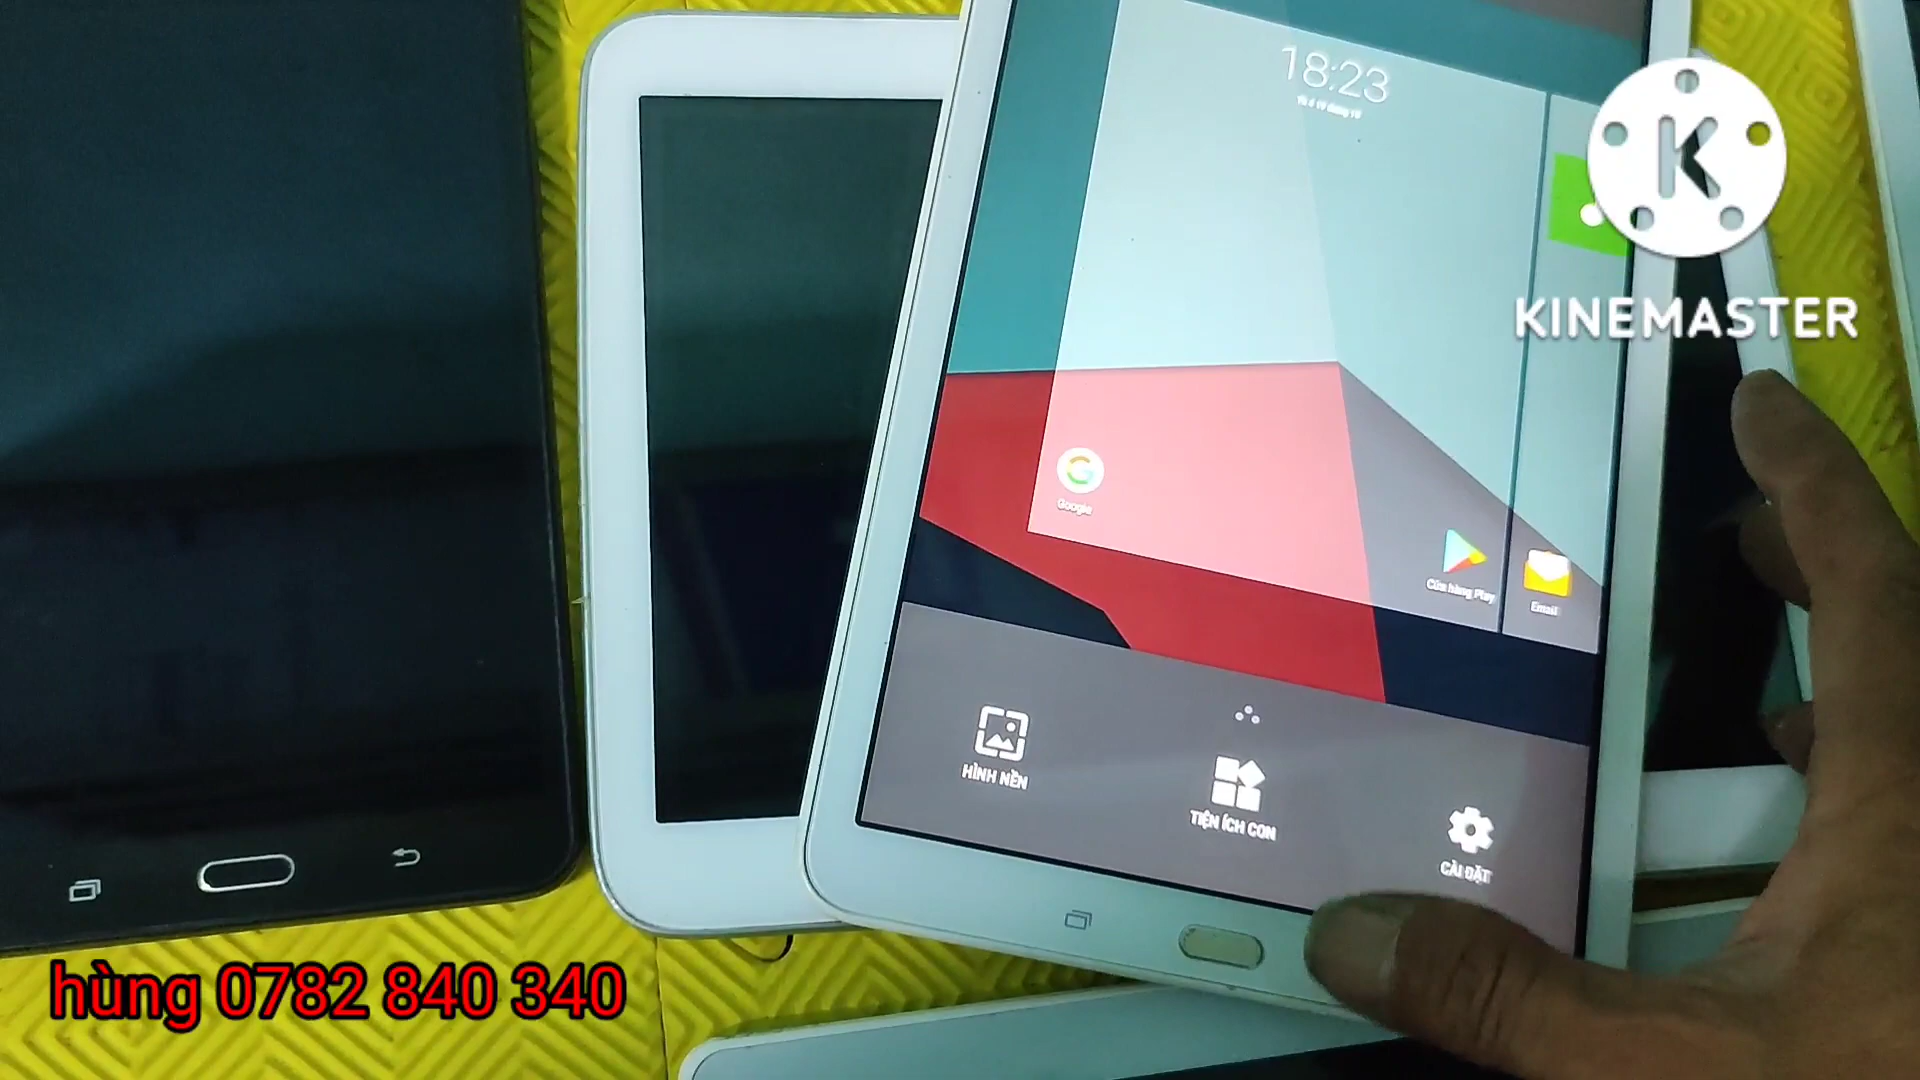 18:23
K
KINEMASTER
Google
Cửa hàng Play
Email
HÌNH NỀN
TIỆN ÍCH CON
CÀI ĐẶT
hùng 0782 840 340